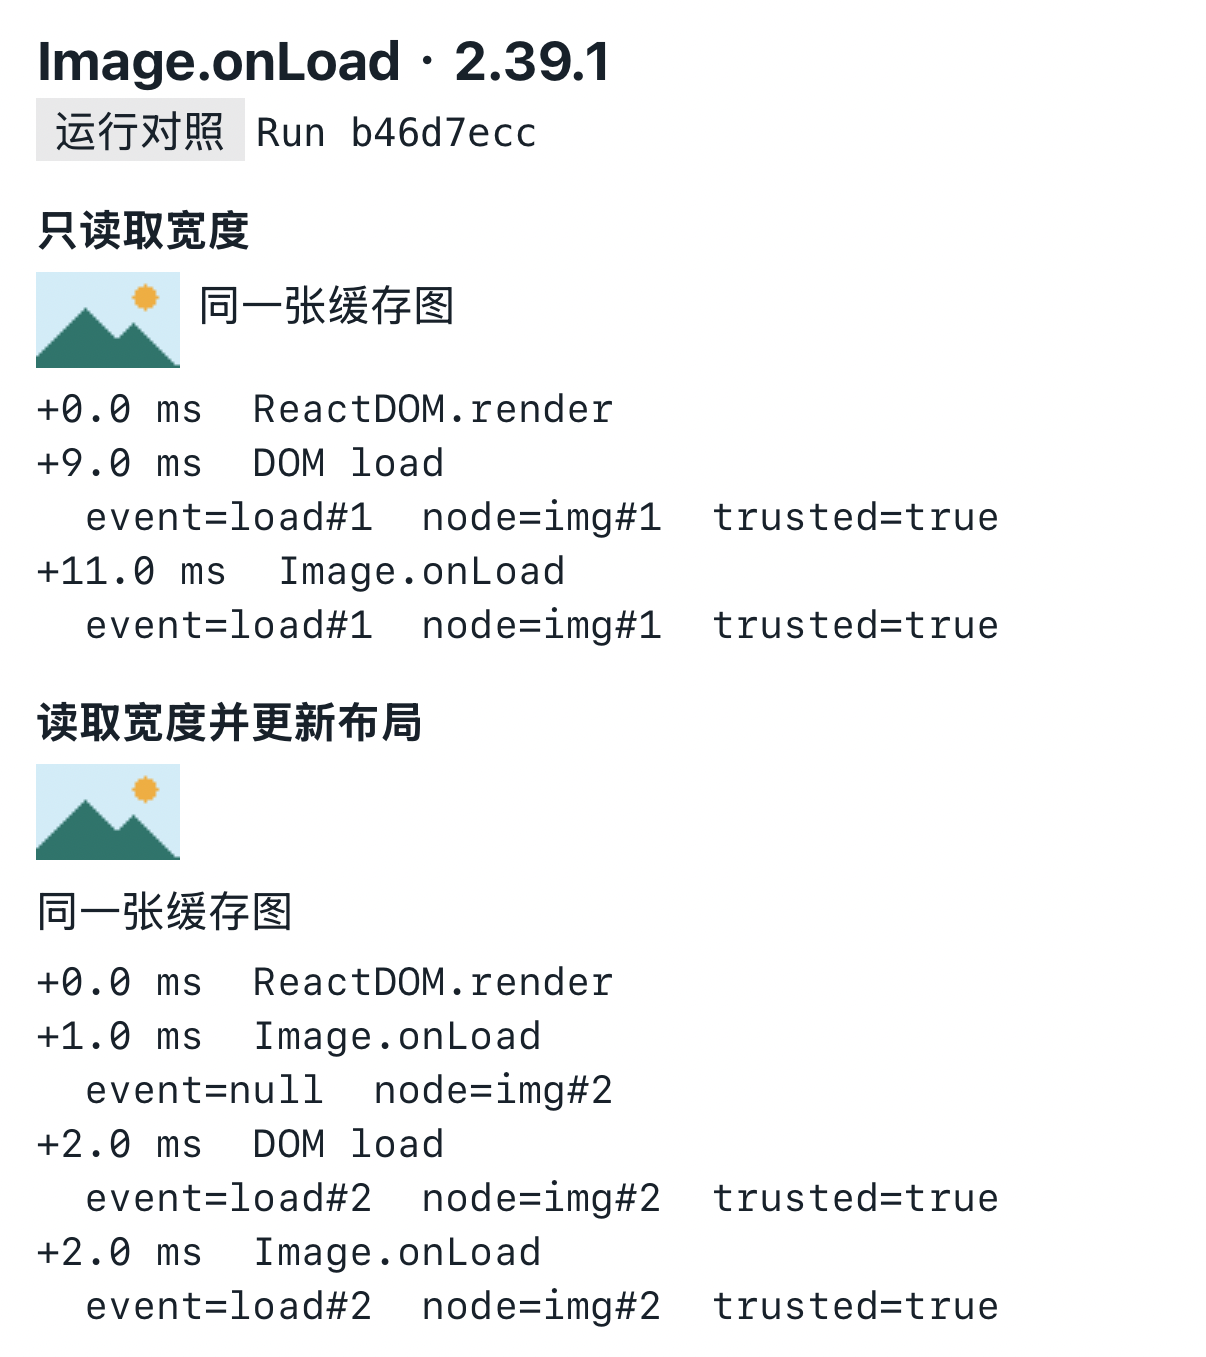 Image.onLoad · 2.39.1
运行对照 Run b46d7ecc
只读取宽度
同一张缓存图
+0.0 ms  ReactDOM.render
+9.0 ms  DOM load
  event=load#1  node=img#1  trusted=true
+11.0 ms  Image.onLoad
  event=load#1  node=img#1  trusted=true
读取宽度并更新布局
同一张缓存图
+0.0 ms  ReactDOM.render
+1.0 ms  Image.onLoad
  event=null  node=img#2
+2.0 ms  DOM load
  event=load#2  node=img#2  trusted=true
+2.0 ms  Image.onLoad
  event=load#2  node=img#2  trusted=true